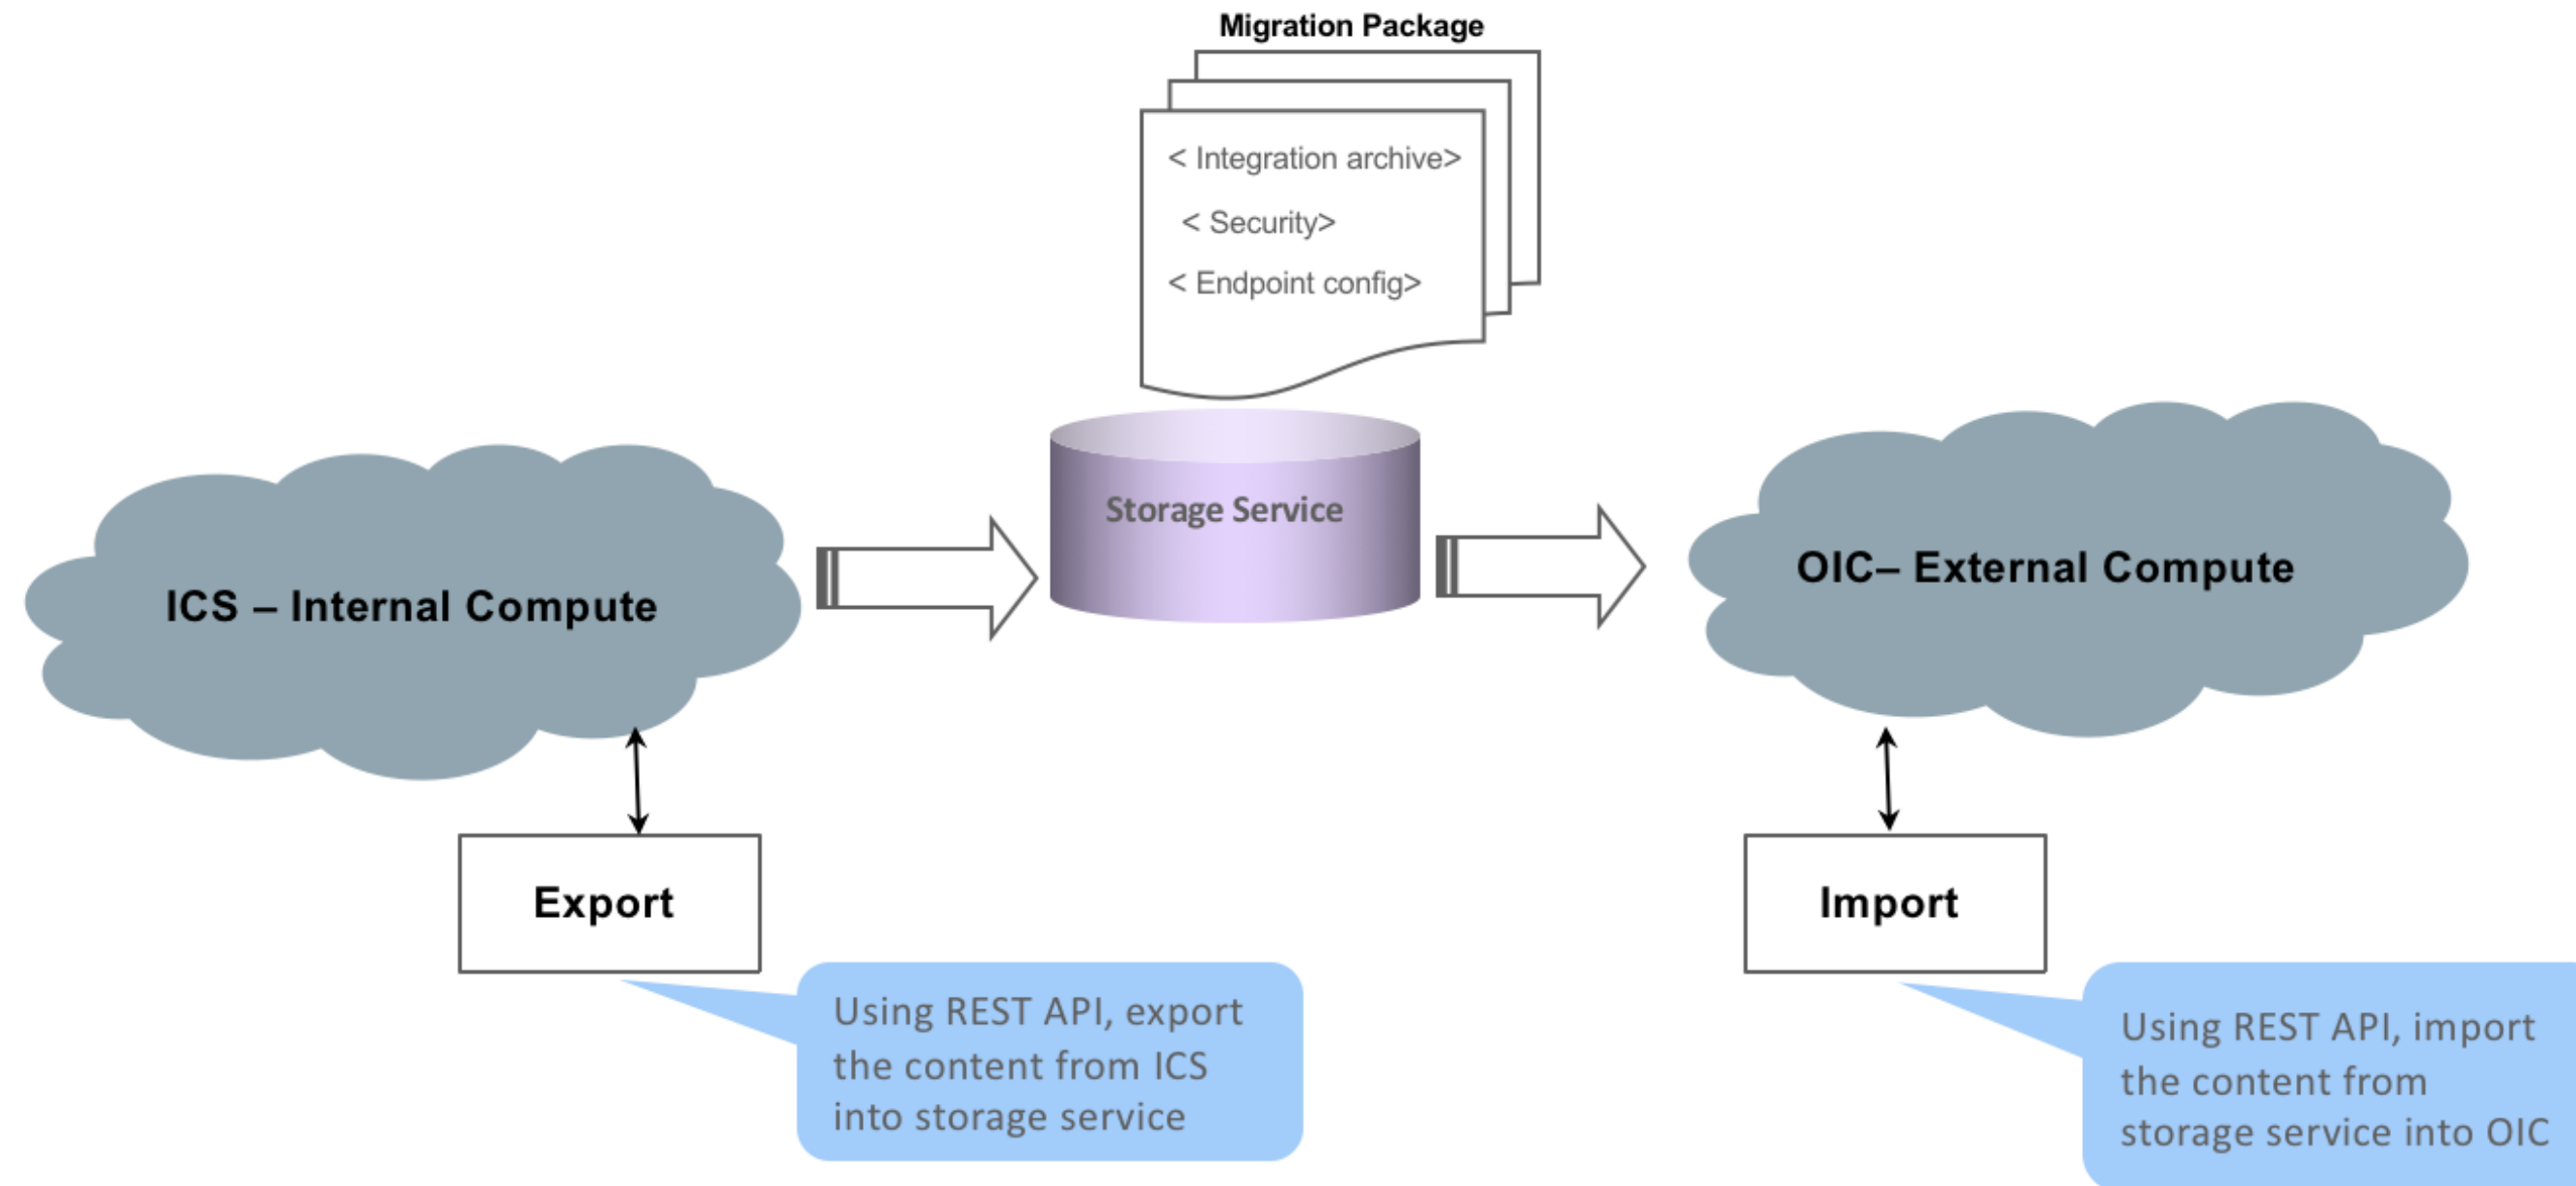 Migration Package
< Integration archive>
< Security>
< Endpoint config>
Storage Service
ICS – Internal Compute
OIC– External Compute
Export
Import
Using REST API, export
the content from ICS
into storage service
Using REST API, import
the content from
storage service into OIC